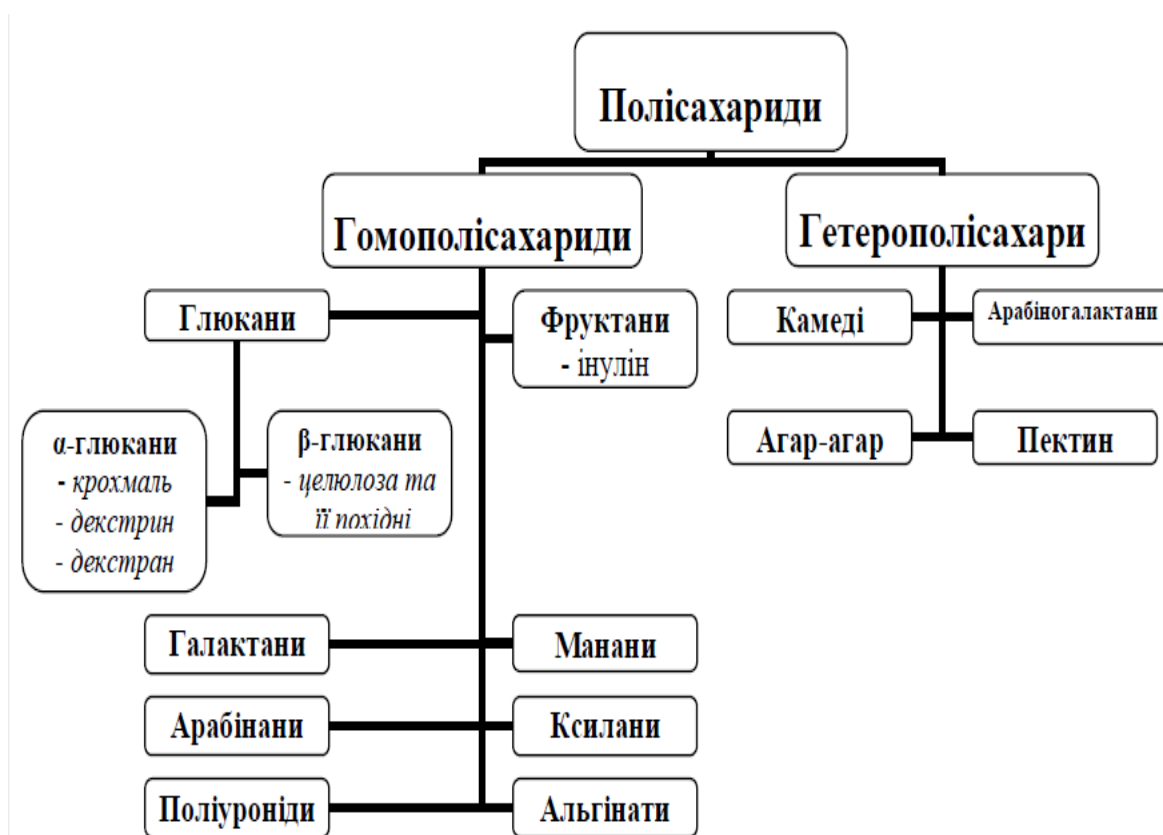 Полісахариди
Гомополісахариди
Гетерополісахари
Глюкани
Фруктани
- інулін
Камеді
Арабіногалактани
α-глюкани
- крохмаль
- декстрин
- декстран
β-глюкани
- целюлоза та
її похідні
Агар-агар
Пектин
Галактани
Манани
Арабінани
Ксилани
Поліуроніди
Альгінати